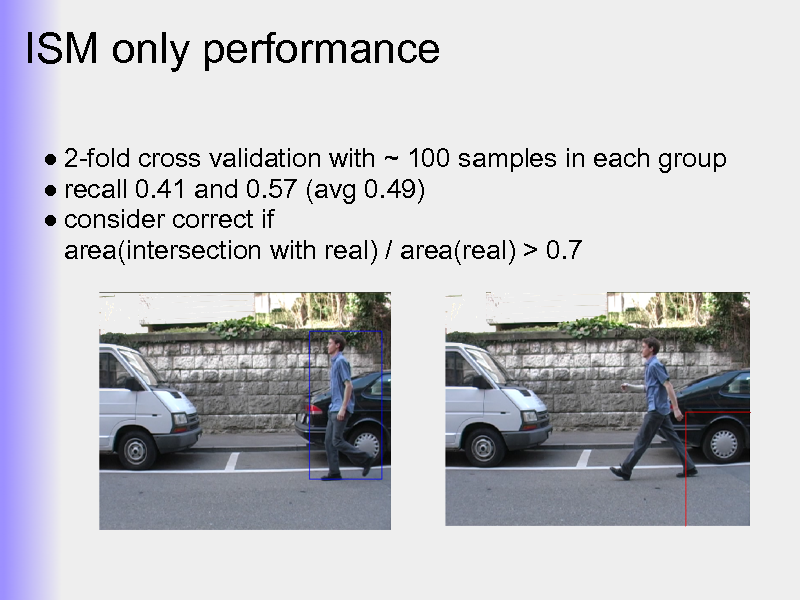 ISM only performance
● 2-fold cross validation with ~ 100 samples in each group
● recall 0.41 and 0.57 (avg 0.49)
● consider correct if
area(intersection with real) / area(real) > 0.7